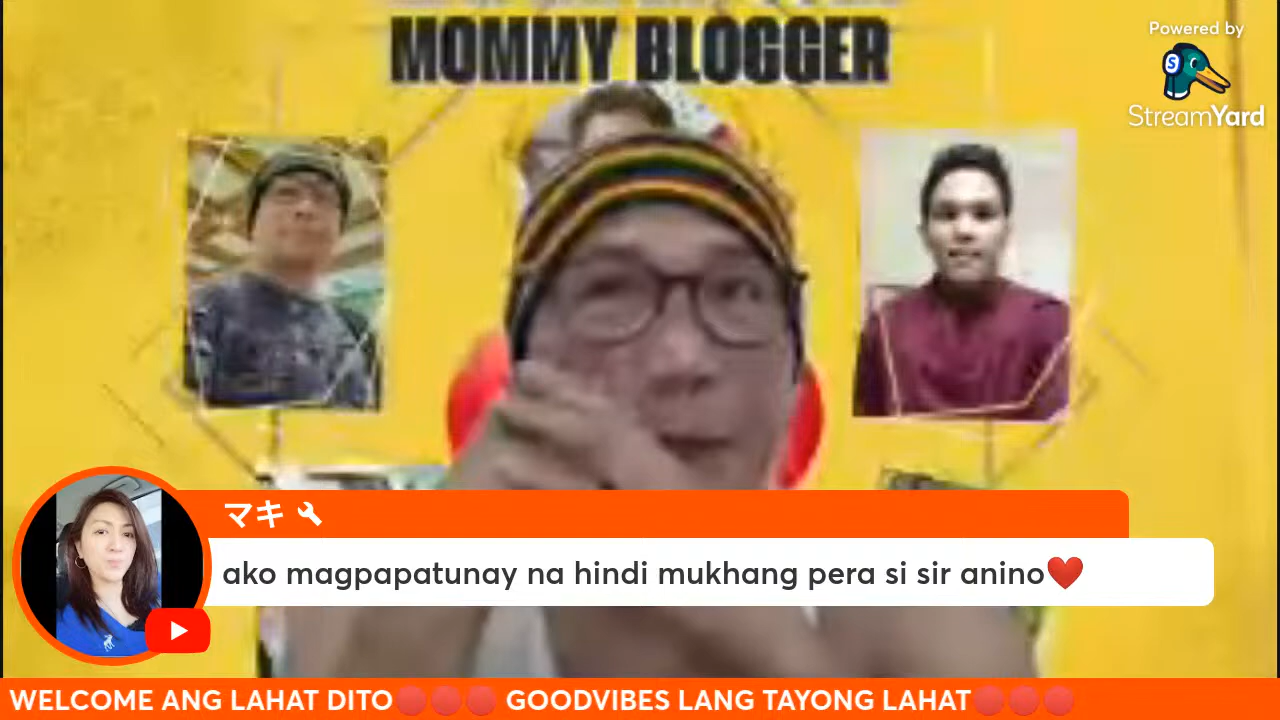 MOMMY BLOGGER
Powered by
StreamYard
マキ
ako magpapatunay na hindi mukhang pera si sir anino❤️
WELCOME ANG LAHAT DITO🔴🔴🔴 GOODVIBES LANG TAYONG LAHAT🔴🔴🔴